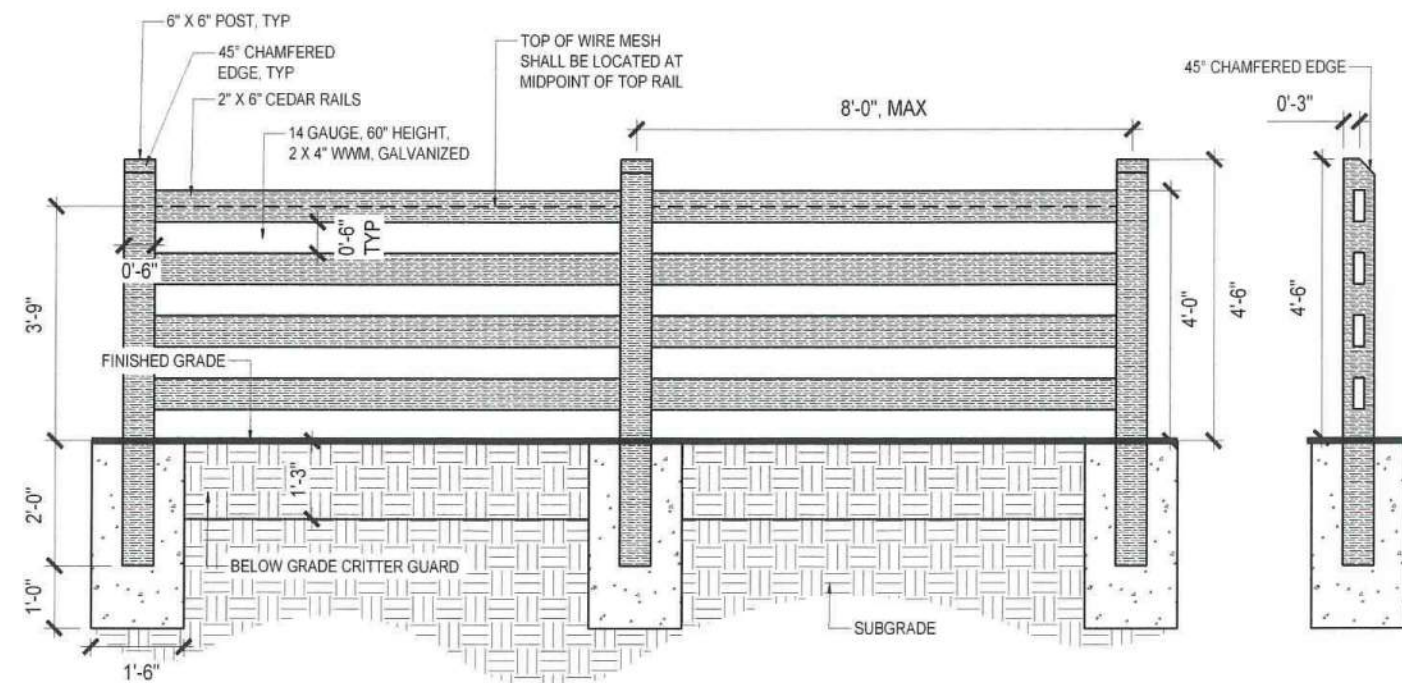 6" X 6" POST, TYP
45° CHAMFERED
EDGE, TYP
2" X 6" CEDAR RAILS
14 GAUGE, 60" HEIGHT,
2 X 4" WWM, GALVANIZED
TOP OF WIRE MESH
SHALL BE LOCATED AT
MIDPOINT OF TOP RAIL
8'-0", MAX
45° CHAMFERED EDGE
0'-3"
0'-6"
TYP
0'-6"
3'-9"
4'-0"
4'-6"
4'-6"
FINISHED GRADE
1'-3"
2'-0"
BELOW GRADE CRITTER GUARD
1'-0"
SUBGRADE
1'-6"